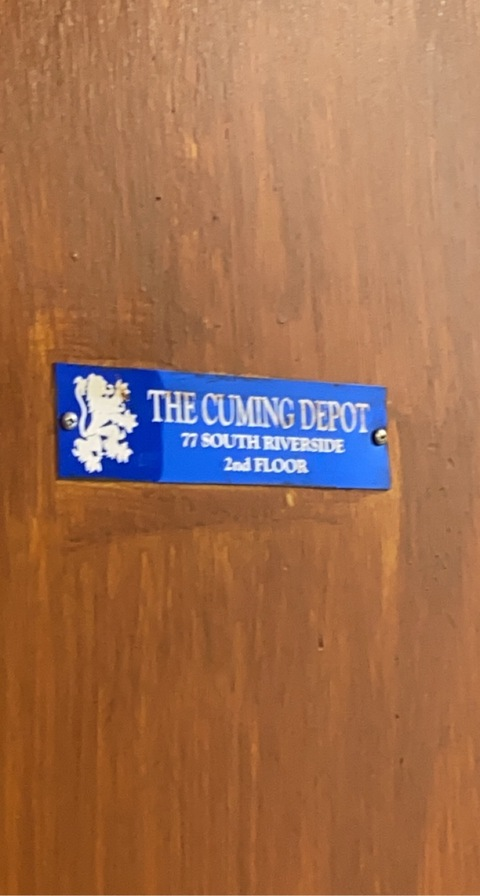 THE CUMING DEPOT
77 SOUTH RIVERSIDE
2nd FLOOR